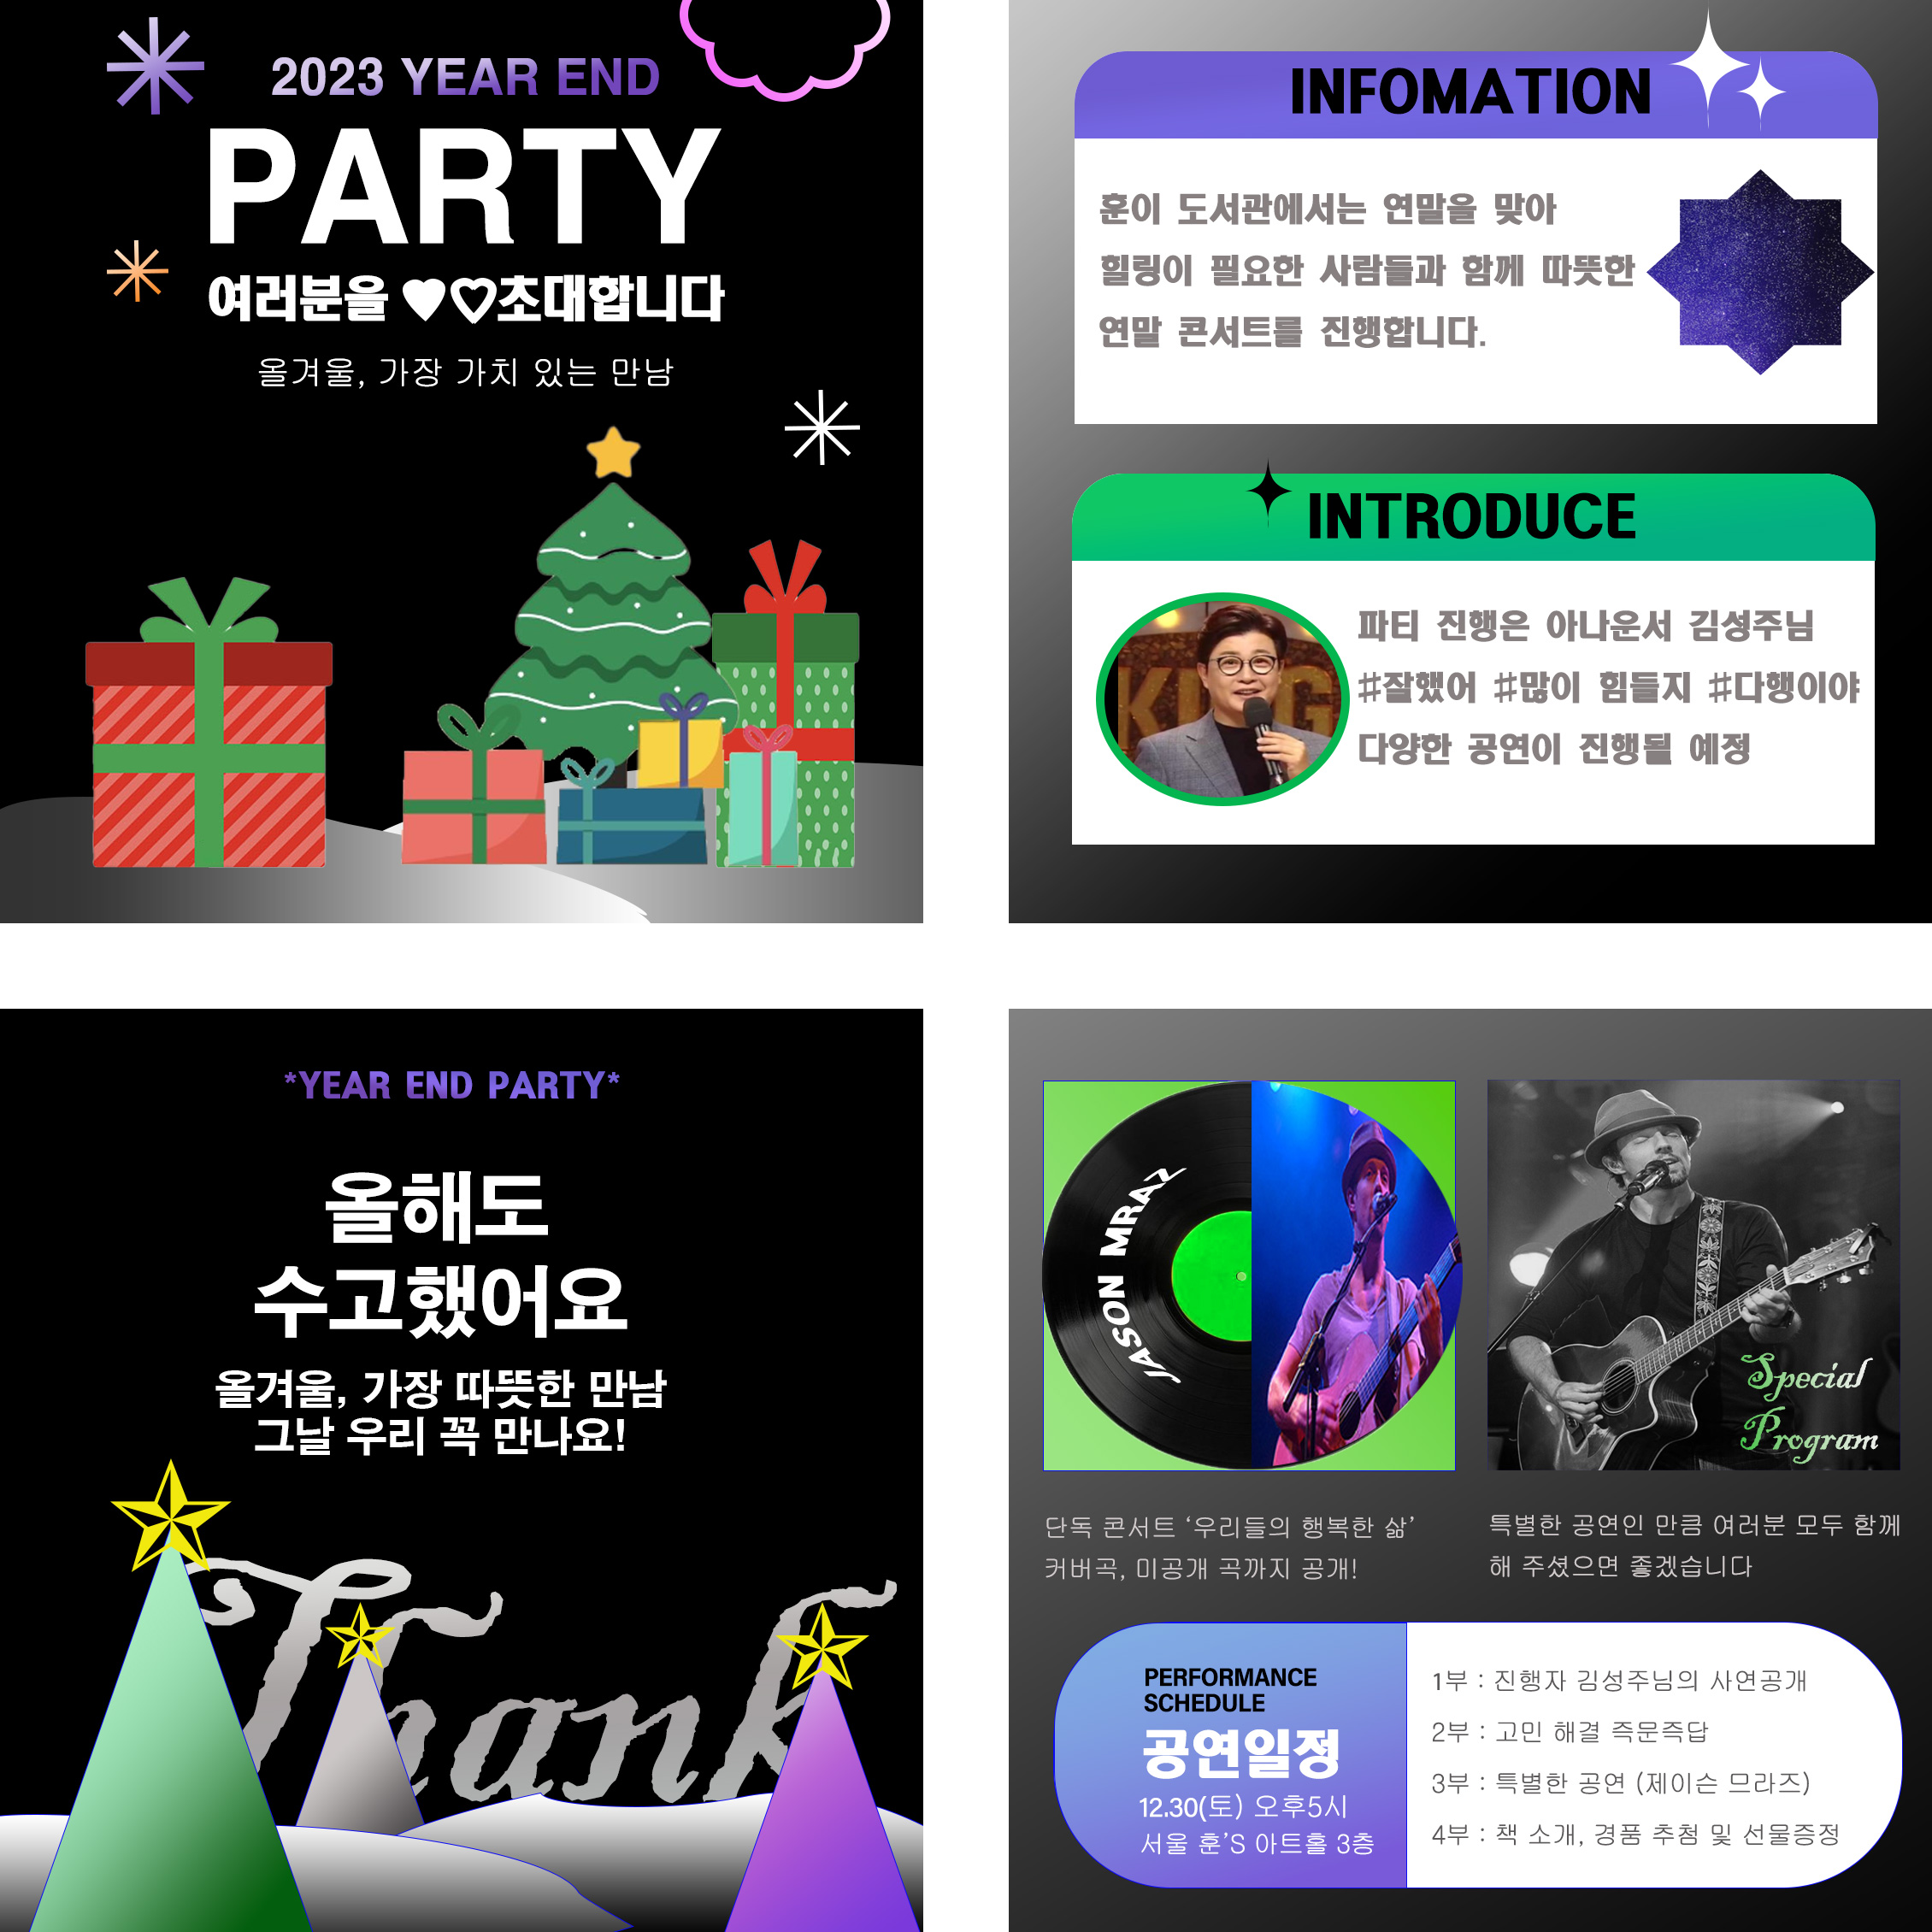 2023 YEAR END
PARTY
여러분을 ♥♡초대합니다
올겨울, 가장 가치 있는 만남
INFOMATION
훈이 도서관에서는 연말을 맞아
힐링이 필요한 사람들과 함께 따뜻한
연말 콘서트를 진행합니다.
INTRODUCE
파티 진행은 아나운서 김성주님
#잘했어 #많이 힘들지 #다행이야
다양한 공연이 진행될 예정
*YEAR END PARTY*
올해도
수고했어요
올겨울, 가장 따뜻한 만남
그날 우리 꼭 만나요!
Thank
JASON MRAZ
Special
Program
단독 콘서트 ‘우리들의 행복한 삶’
커버곡, 미공개 곡까지 공개!
특별한 공연인 만큼 여러분 모두 함께
해 주셨으면 좋겠습니다
PERFORMANCE
SCHEDULE
공연일정
12.30(토) 오후5시
서울 훈’S 아트홀 3층
1부 : 진행자 김성주님의 사연공개
2부 : 고민 해결 즉문즉답
3부 : 특별한 공연 (제이슨 므라즈)
4부 : 책 소개, 경품 추첨 및 선물증정